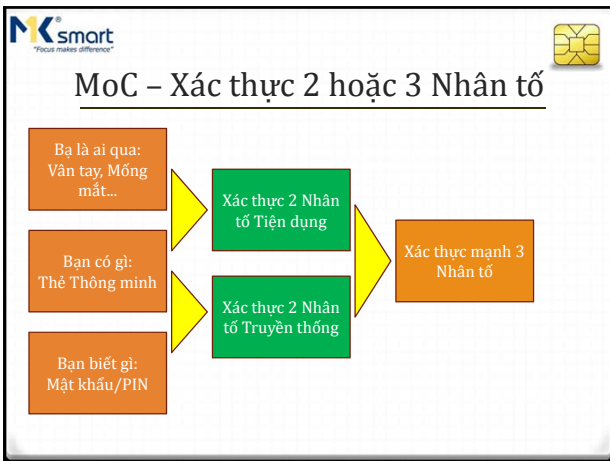 MK® smart
"Focus makes difference"
MoC – Xác thực 2 hoặc 3 Nhân tố
Bạ là ai qua:
Vân tay, Mống
mắt...
Xác thực 2 Nhân
tố Tiện dụng
Bạn có gì:
Thẻ Thông minh
Xác thực mạnh 3
Nhân tố
Xác thực 2 Nhân
tố Truyền thống
Bạn biết gì:
Mật khẩu/PIN